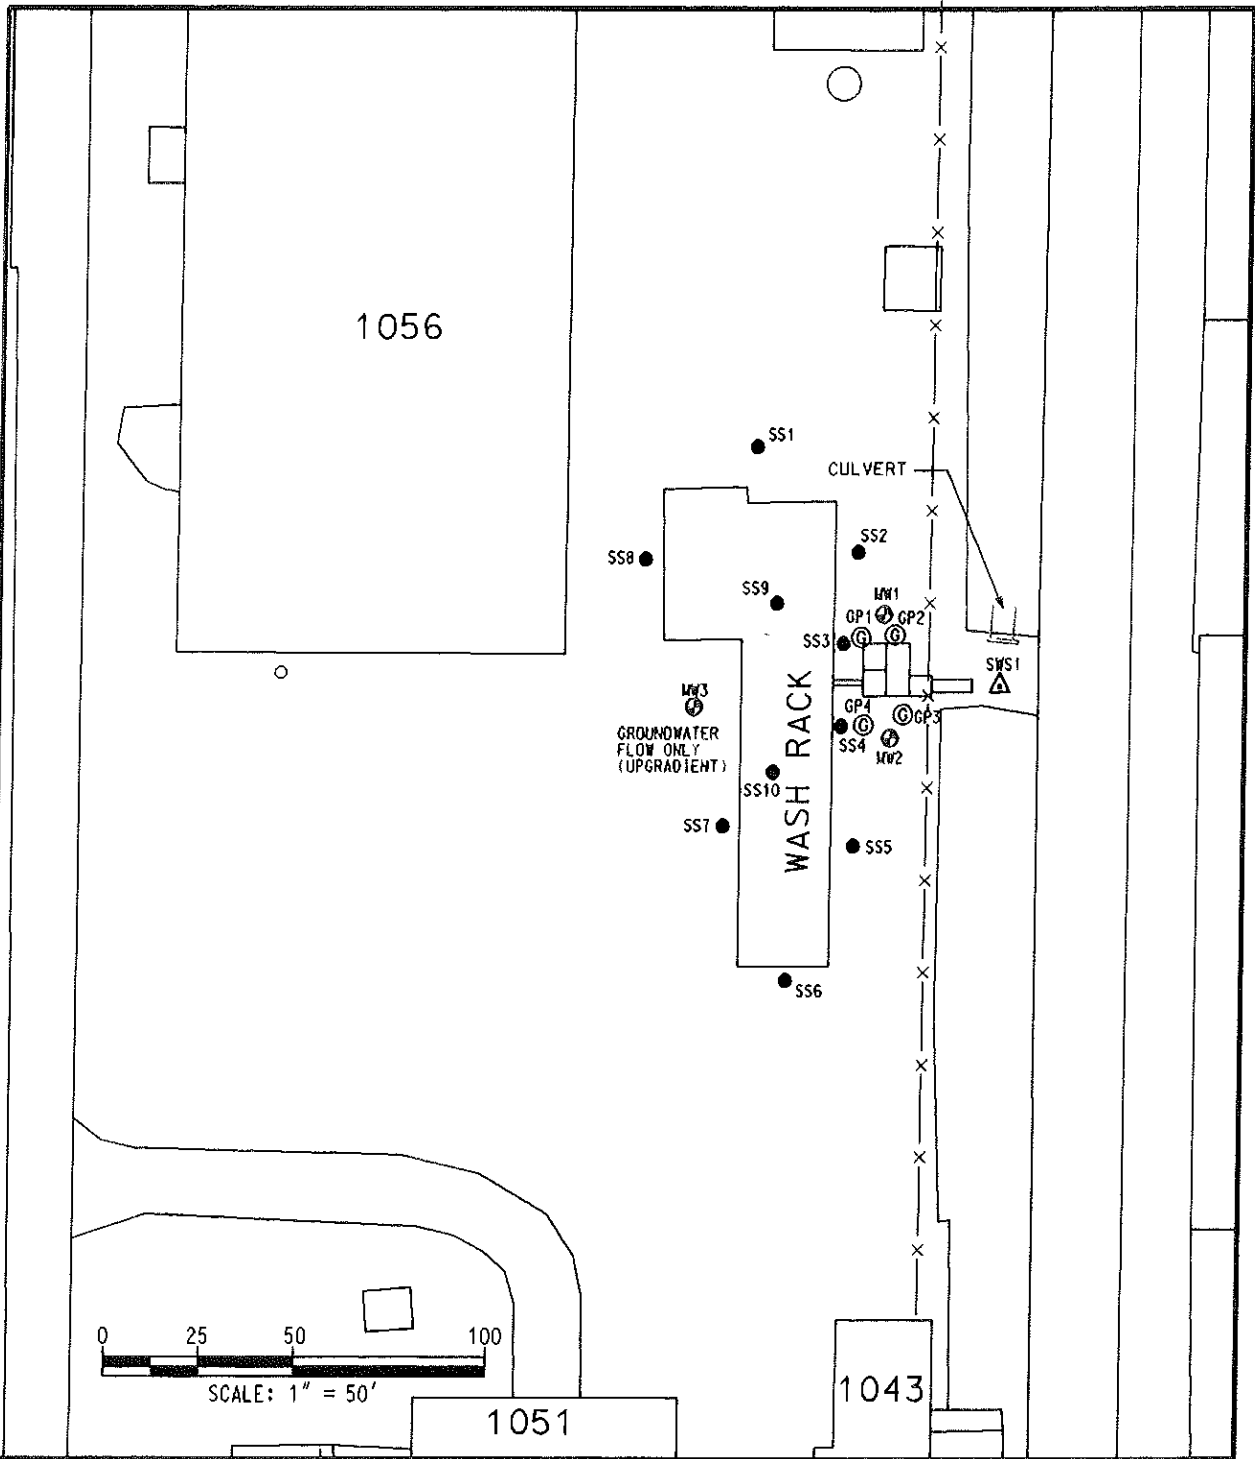 1056
SS1
CULVERT
SS2
SS8
SS9
MW1
GP1
GP2
SS3
SWS1
MW3
GP4
GP3
GROUNDWATER
FLOW ONLY
(UPGRADIENT)
SS4
MW2
WASH RACK
SS10
SS7
SS5
SS6
0 25 50 100
SCALE: 1" = 50'
1043
1051
G
G
G
G